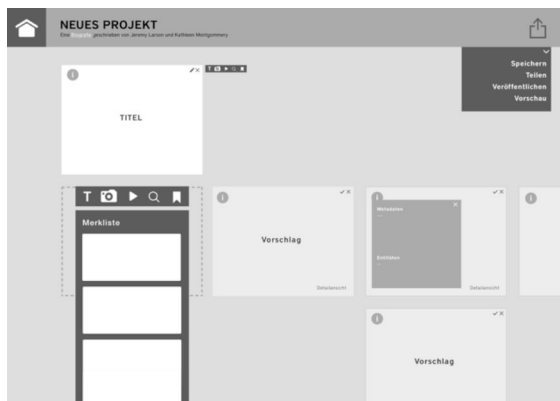 NEUES PROJEKT
Eine Biografie geschrieben von Jeremy Larson und Kathleen Montgommery
Speichern
Teilen
Veröffentlichen
Vorschau
i
T
TITEL
T
Merkliste
i
Vorschlag
Detailansicht
i
Metadaten
...
Entitäten
...
Detailansicht
i
i
Vorschlag